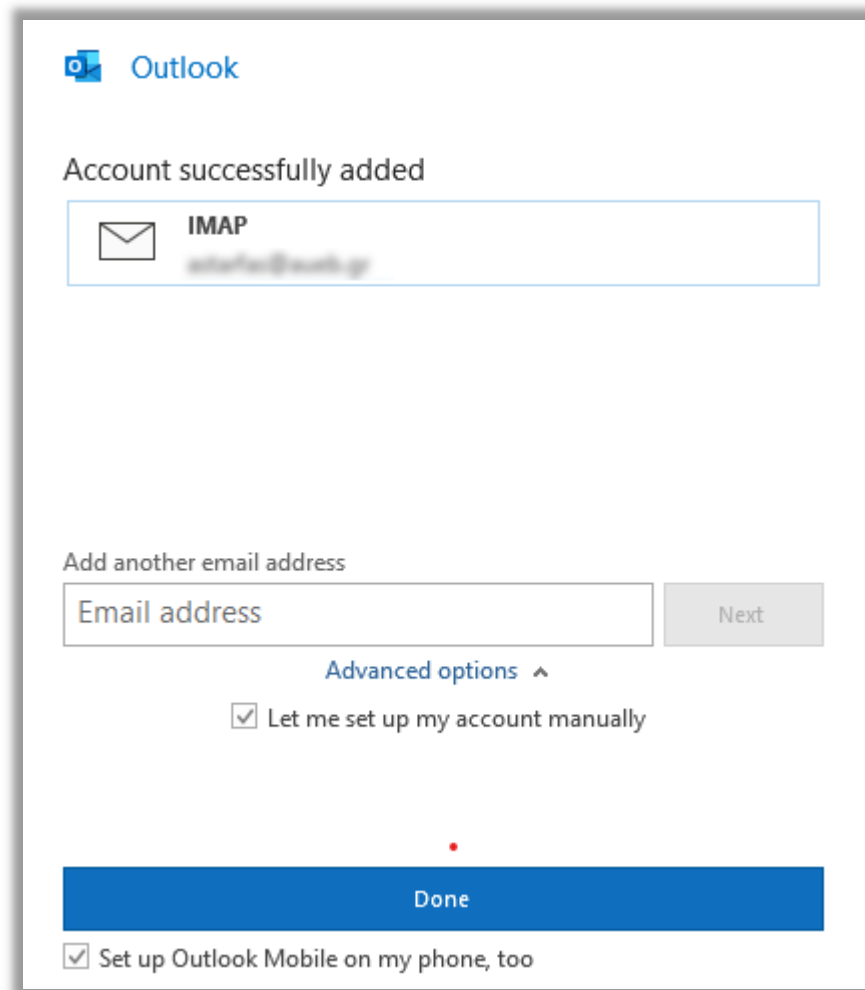 Outlook
Account successfully added
IMAP
Add another email address
Email address
Next
Advanced options
Let me set up my account manually
Done
Set up Outlook Mobile on my phone, too